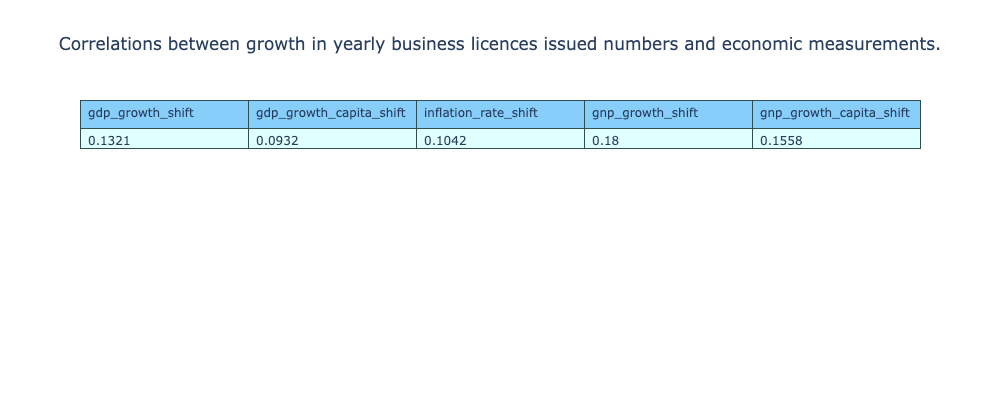 Correlations between growth in yearly business licences issued numbers and economic measurements.
gdp_growth_shift gdp_growth_capita_shift inflation_rate_shift gnp_growth_shift gnp_growth_capita_shift
0.1321 0.0932 0.1042 0.18 0.1558